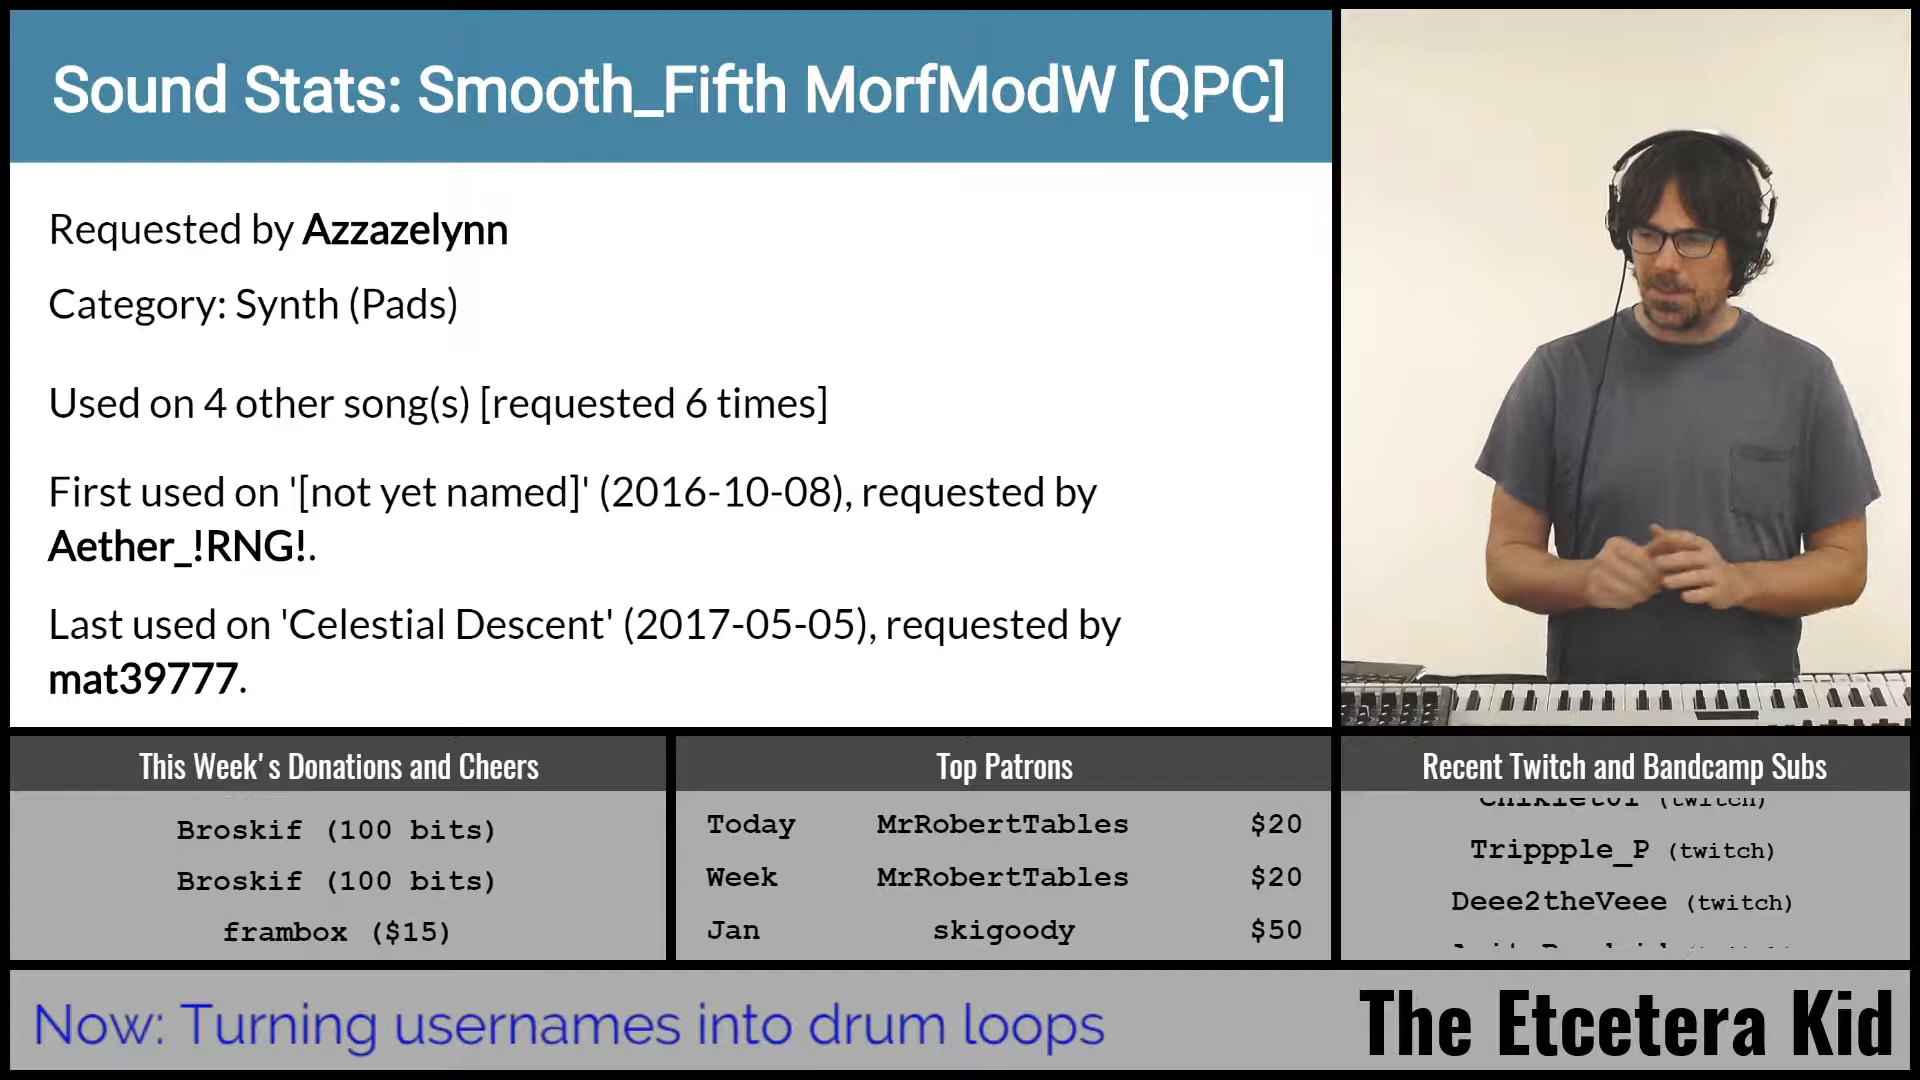 Sound Stats: Smooth_Fifth MorfModW [QPC]
Requested by Azzazelynn
Category: Synth (Pads)
Used on 4 other song(s) [requested 6 times]
First used on '[not yet named]' (2016-10-08), requested by
Aether_!RNG!.
Last used on 'Celestial Descent' (2017-05-05), requested by
mat39777.
This Week's Donations and Cheers
Broskif (100 bits)
Broskif (100 bits)
frambox ($15)
Top Patrons
Today MrRobertTables $20
Week MrRobertTables $20
Jan skigoody $50
Recent Twitch and Bandcamp Subs
(twitch)
Trippple_P (twitch)
Deee2theVeee (twitch)
Now: Turning usernames into drum loops
The Etcetera Kid